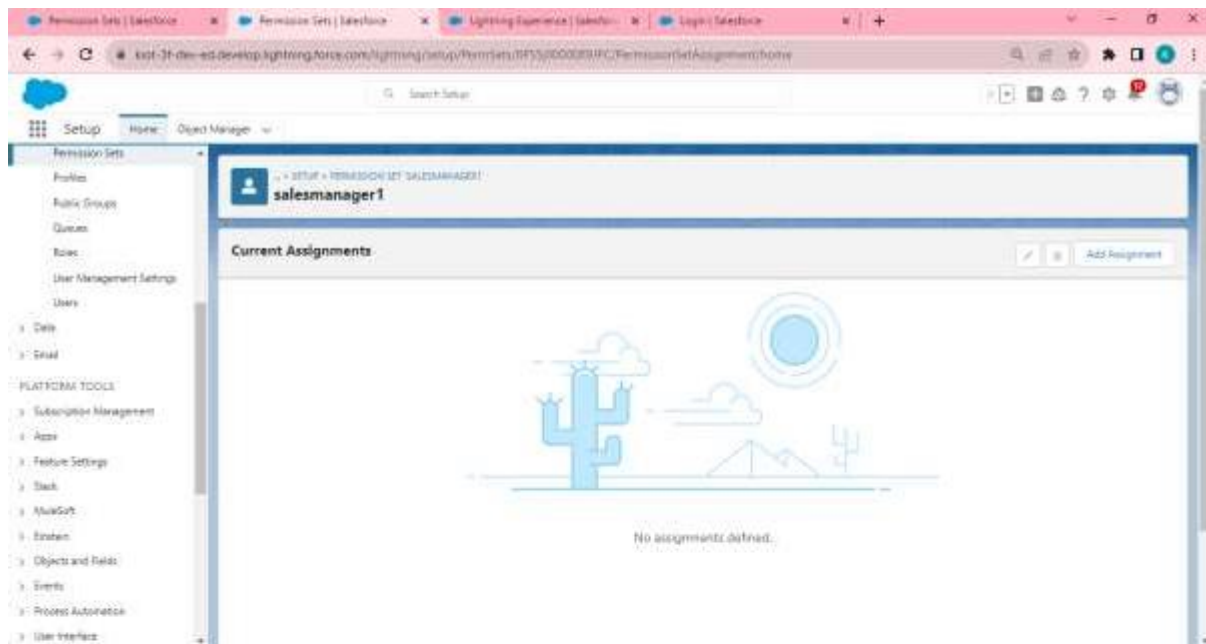 Permission Sets | Salesforce
Permission Sets | Salesforce
Lightning Experience | Salesfor
Login | Salesforce
Search Setup
Setup
Home
Object Manager
Permission Sets
Profiles
Public Groups
Queues
Roles
User Management Settings
Users
Data
Email
PLATFORM TOOLS
Subscription Management
Apps
Feature Settings
Slack
MuleSoft
Einstein
Objects and Fields
Events
Process Automation
User Interface
SETUP > PERMISSION SET SALESMANAGER1
salesmanager1
Current Assignments
Add Assignment
No assignments defined.